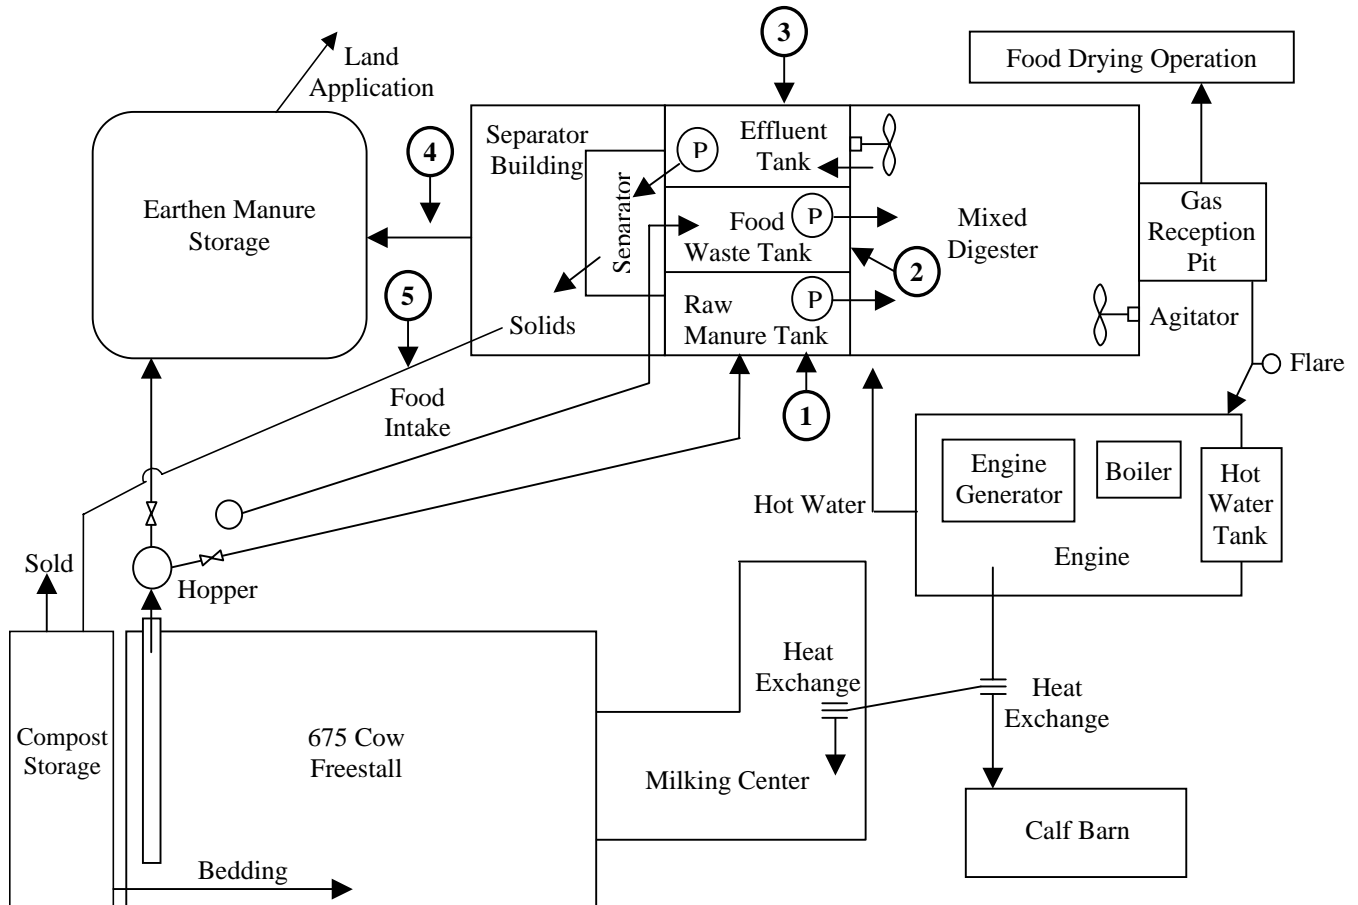 3
Land
Application
Food Drying Operation
Separator
Building
P
Effluent
Tank
4
Earthen Manure
Storage
Separator
Food
Waste Tank
P
Mixed
Digester
Gas
Reception
Pit
2
5
Raw
Manure Tank
P
Solids
Agitator
Flare
Food
Intake
1
Engine
Generator
Boiler
Hot
Water
Tank
Hot Water
Engine
Sold
Hopper
Heat
Exchange
Heat
Exchange
Compost
Storage
675 Cow
Freestall
Milking Center
Calf Barn
Bedding